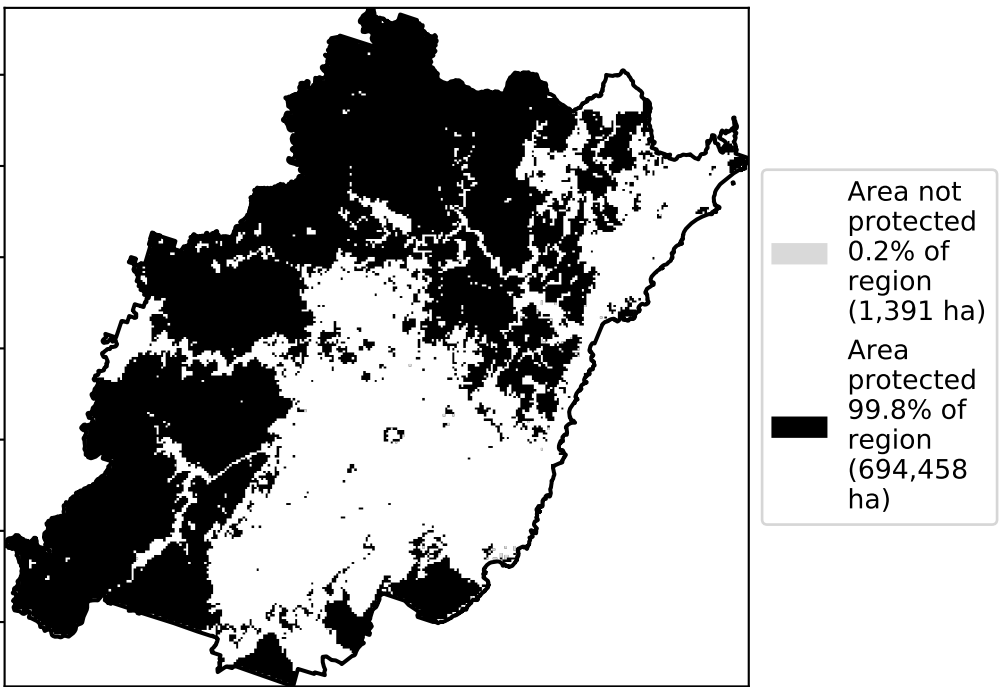 Area not
protected
0.2% of
region
(1,391 ha)
Area
protected
99.8% of
region
(694,458
ha)